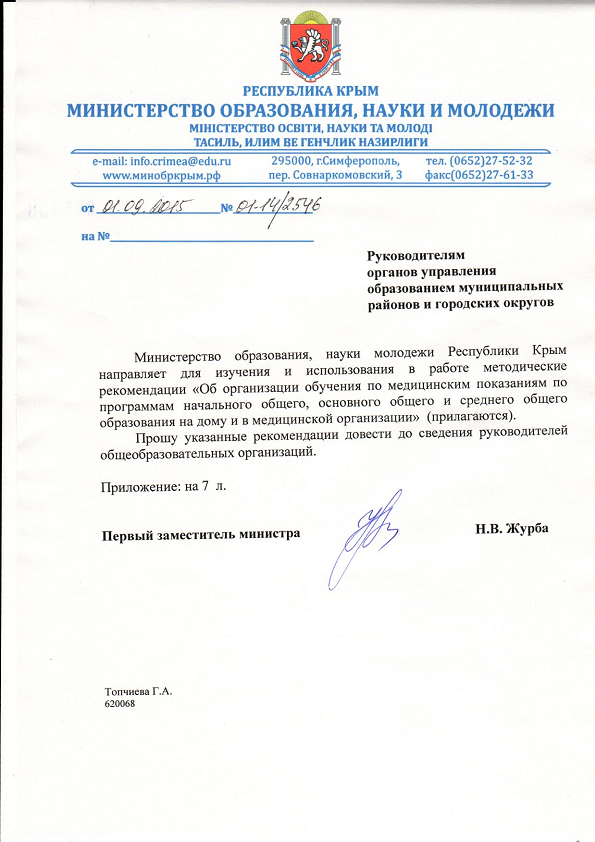 РЕСПУБЛИКА КРЫМ
МИНИСТЕРСТВО ОБРАЗОВАНИЯ, НАУКИ И МОЛОДЕЖИ
МІНІСТЕРСТВО ОСВІТИ, НАУКИ ТА МОЛОДІ
ТАСИЛЬ, ИЛИМ ВЕ ГЕНЧЛИК НАЗИРЛИГИ
e-mail: info.crimea@edu.ru 295000, г.Симферополь, тел. (0652)27-52-32
www.минобркрым.рф пер. Совнаркомовский, 3 факс(0652)27-61-33
от 01.09.2015 № 01-14/2546
на №
Руководителям
органов управления
образованием муниципальных
районов и городских округов
Министерство образования, науки молодежи Республики Крым
направляет для изучения и использования в работе методические
рекомендации «Об организации обучения по медицинским показаниям по
программам начального общего, основного общего и среднего общего
образования на дому и в медицинской организации» (прилагаются).
Прошу указанные рекомендации довести до сведения руководителей
общеобразовательных организаций.
Приложение: на 7 л.
Первый заместитель министра Н.В. Журба
Топчиева Г.А.
620068